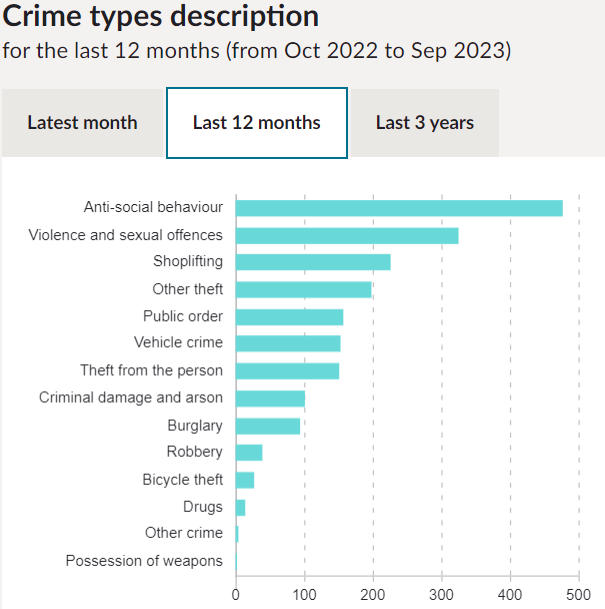 Crime types description
for the last 12 months (from Oct 2022 to Sep 2023)
Latest month
Last 12 months
Last 3 years
Anti-social behaviour
Violence and sexual offences
Shoplifting
Other theft
Public order
Vehicle crime
Theft from the person
Criminal damage and arson
Burglary
Robbery
Bicycle theft
Drugs
Other crime
Possession of weapons
0 100 200 300 400 500